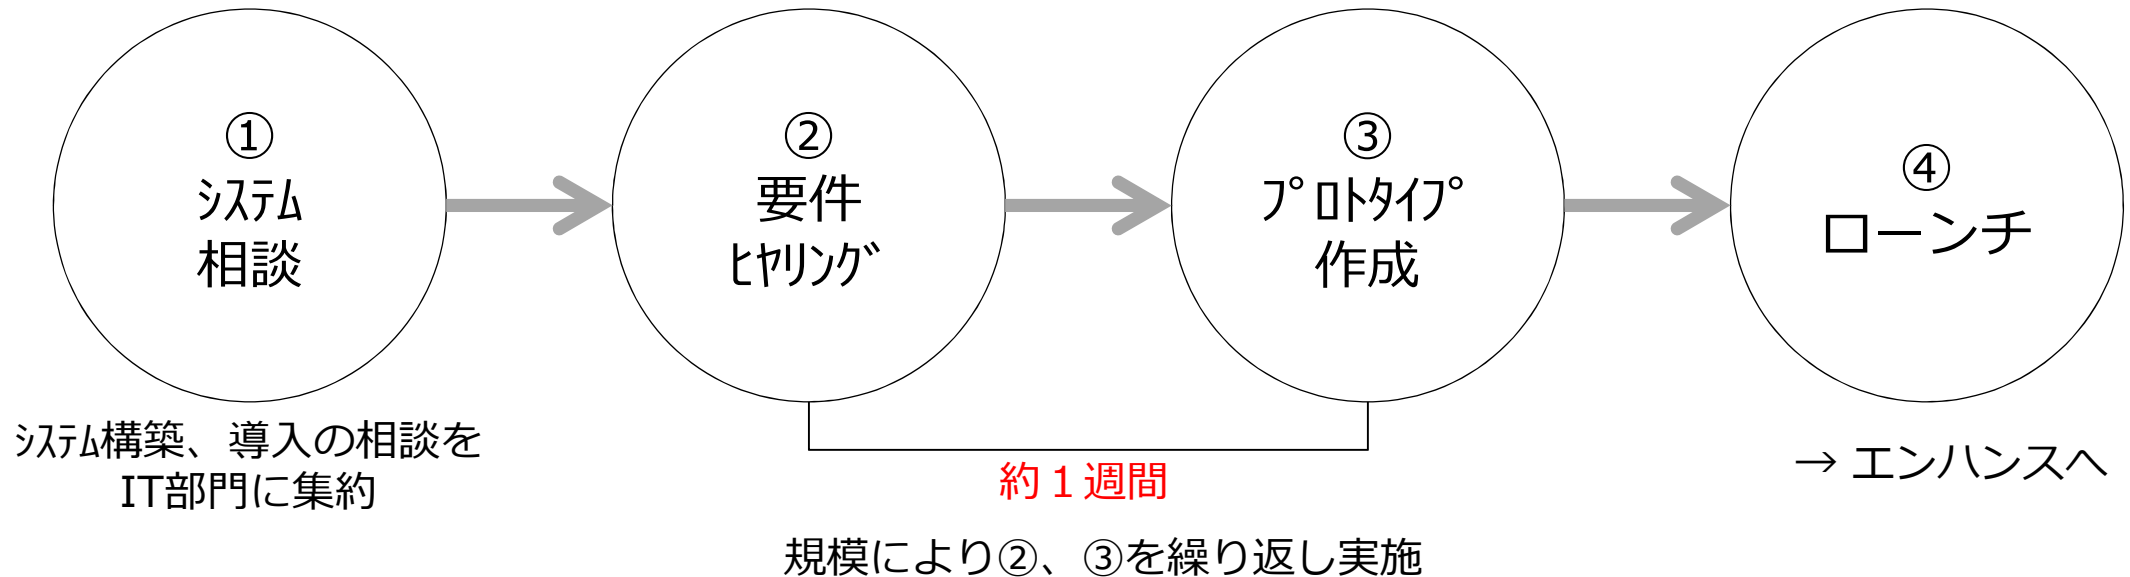 ①
ｼｽﾃﾑ
相談
②
要件
ﾋﾔﾘﾝｸﾞ
③
ﾌﾟﾛﾄﾀｲﾌﾟ
作成
④
ローンチ
ｼｽﾃﾑ構築、導入の相談を
IT部門に集約
約１週間
→ エンハンスへ
規模により②、③を繰り返し実施